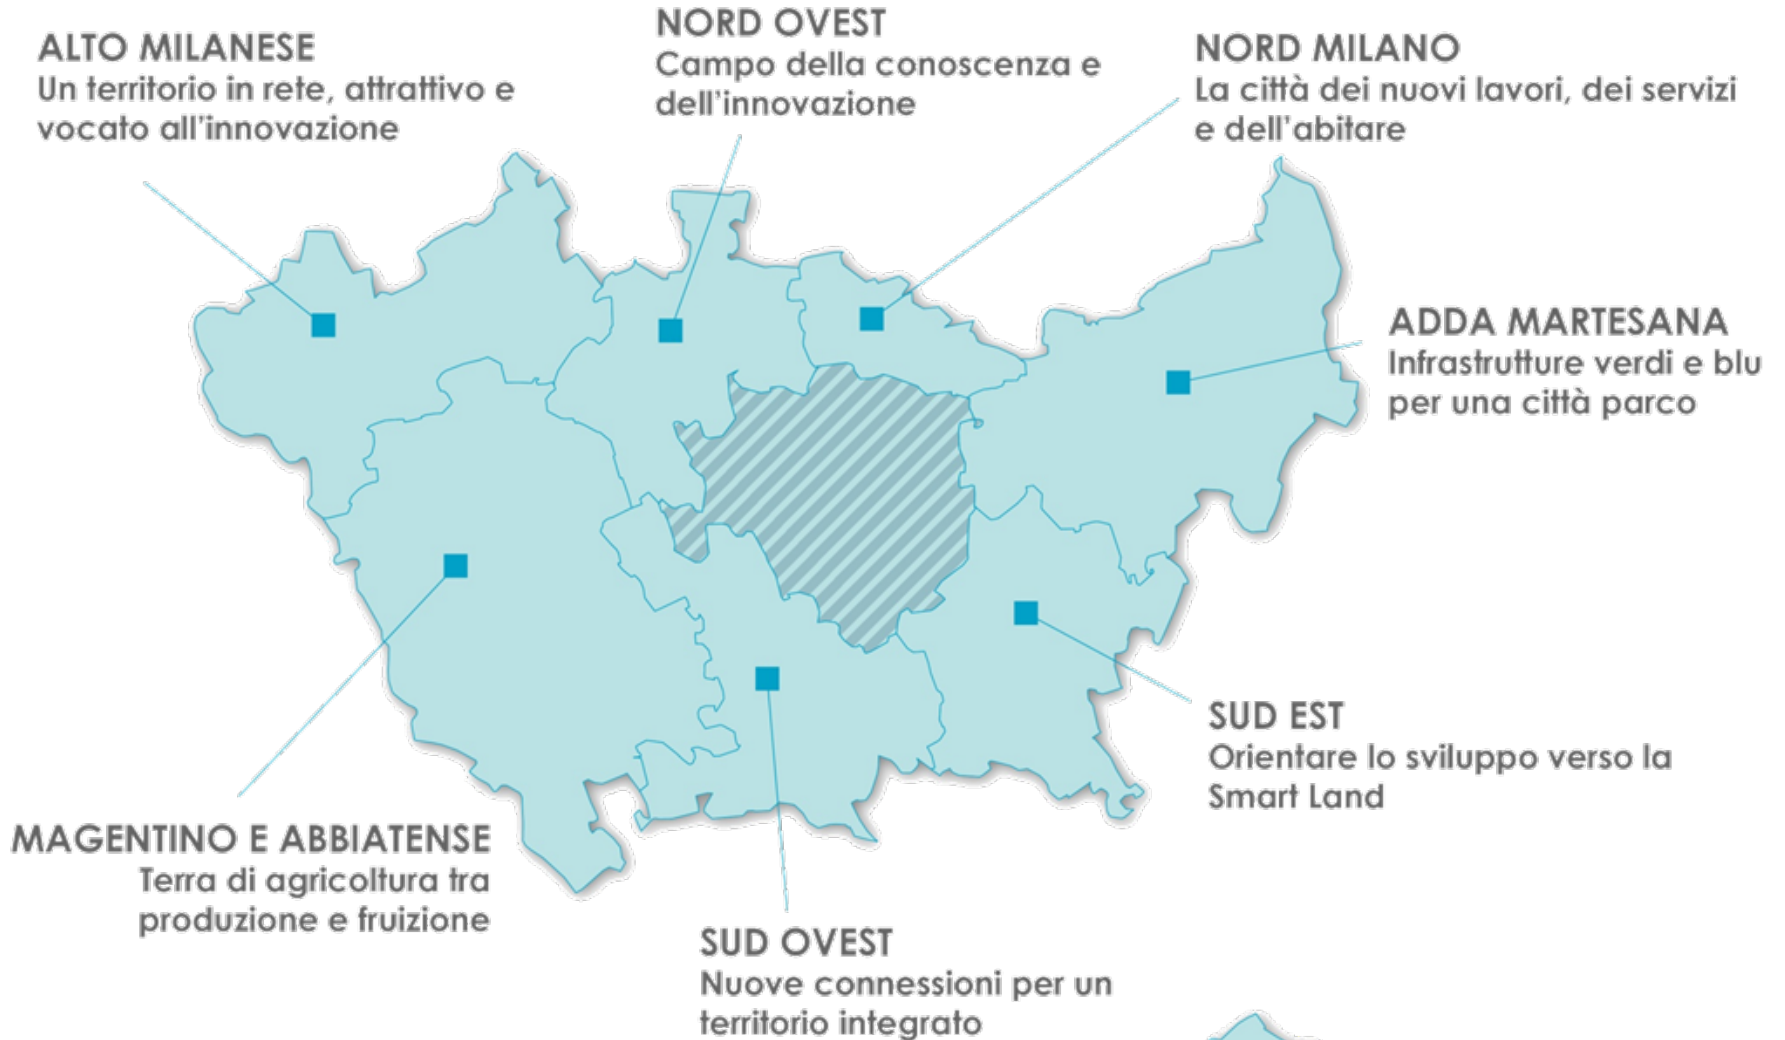 ALTO MILANESE
Un territorio in rete, attrattivo e
vocato all'innovazione
NORD OVEST
Campo della conoscenza e
dell'innovazione
NORD MILANO
La città dei nuovi lavori, dei servizi
e dell'abitare
ADDA MARTESANA
Infrastrutture verdi e blu
per una città parco
SUD EST
Orientare lo sviluppo verso la
Smart Land
MAGENTINO E ABBIATENSE
Terra di agricoltura tra
produzione e fruizione
SUD OVEST
Nuove connessioni per un
territorio integrato